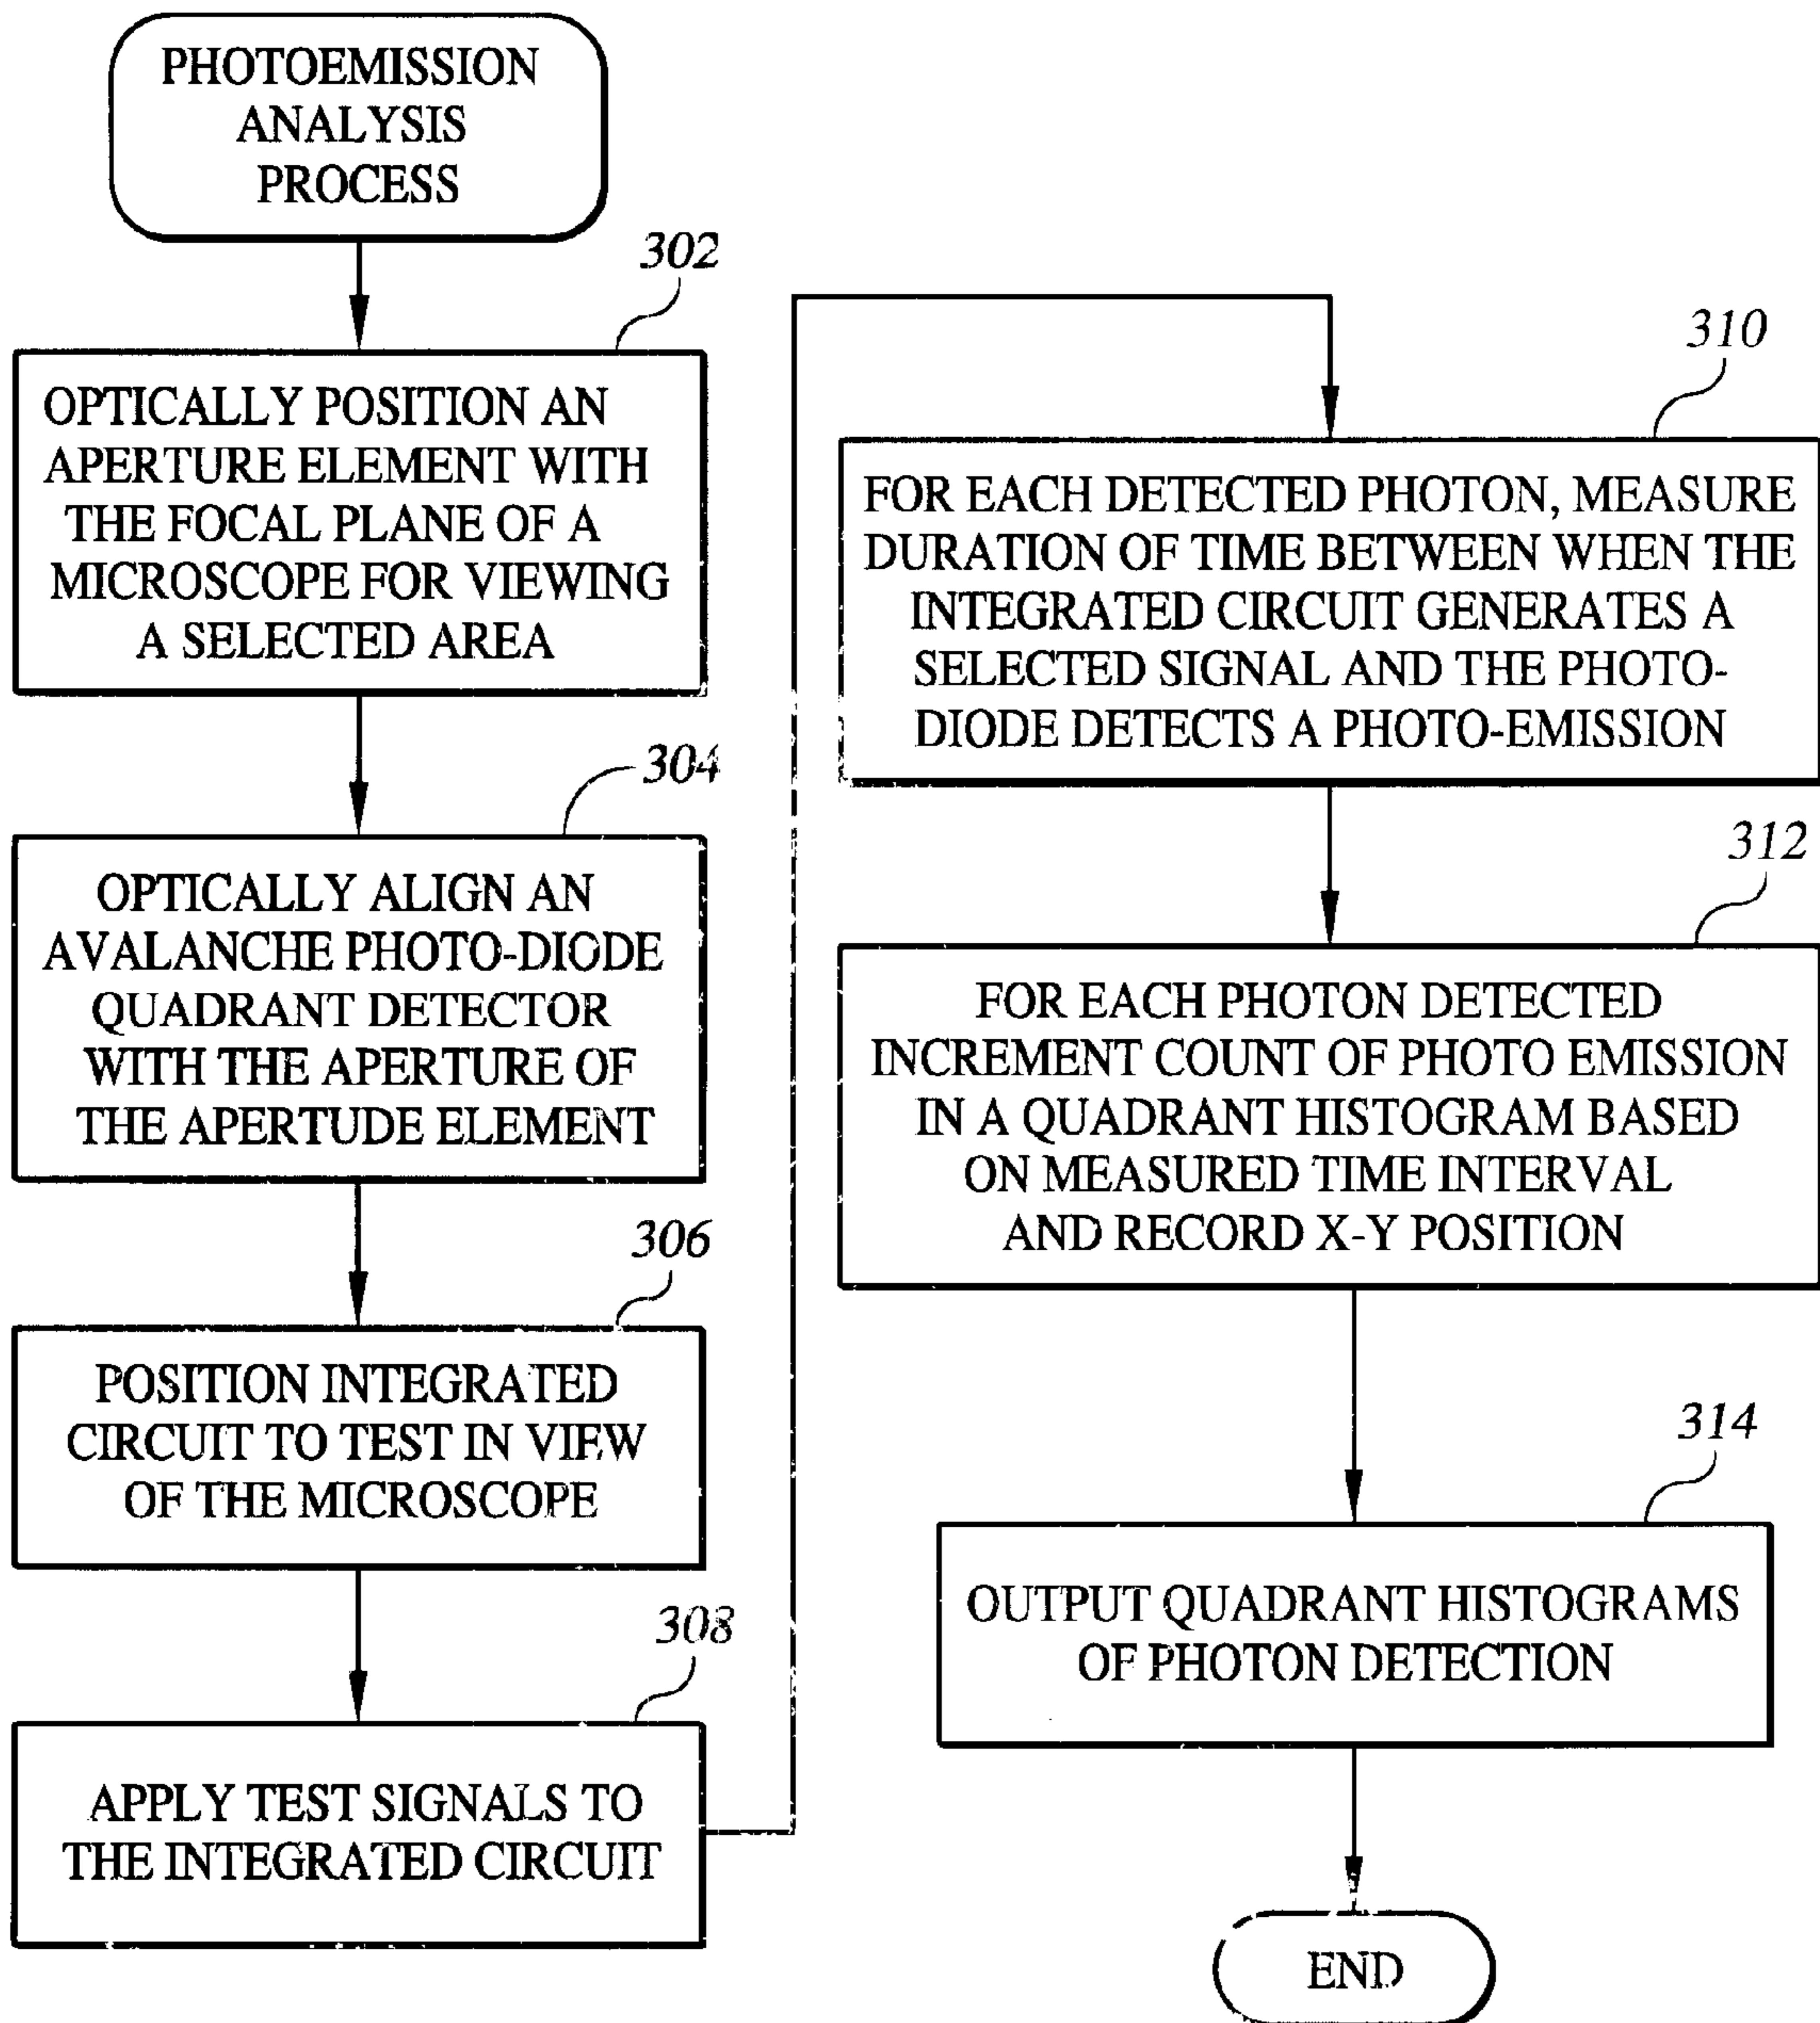 PHOTOEMISSION
ANALYSIS
PROCESS
302
OPTICALLY POSITION AN
APERTURE ELEMENT WITH
THE FOCAL PLANE OF A
MICROSCOPE FOR VIEWING
A SELECTED AREA
304
OPTICALLY ALIGN AN
AVALANCHE PHOTO-DIODE
QUADRANT DETECTOR
WITH THE APERTURE OF
THE APERTUDE ELEMENT
306
POSITION INTEGRATED
CIRCUIT TO TEST IN VIEW
OF THE MICROSCOPE
308
APPLY TEST SIGNALS TO
THE INTEGRATED CIRCUIT
310
FOR EACH DETECTED PHOTON, MEASURE
DURATION OF TIME BETWEEN WHEN THE
INTEGRATED CIRCUIT GENERATES A
SELECTED SIGNAL AND THE PHOTO-
DIODE DETECTS A PHOTO-EMISSION
312
FOR EACH PHOTON DETECTED
INCREMENT COUNT OF PHOTO EMISSION
IN A QUADRANT HISTOGRAM BASED
ON MEASURED TIME INTERVAL
AND RECORD X-Y POSITION
314
OUTPUT QUADRANT HISTOGRAMS
OF PHOTON DETECTION
END